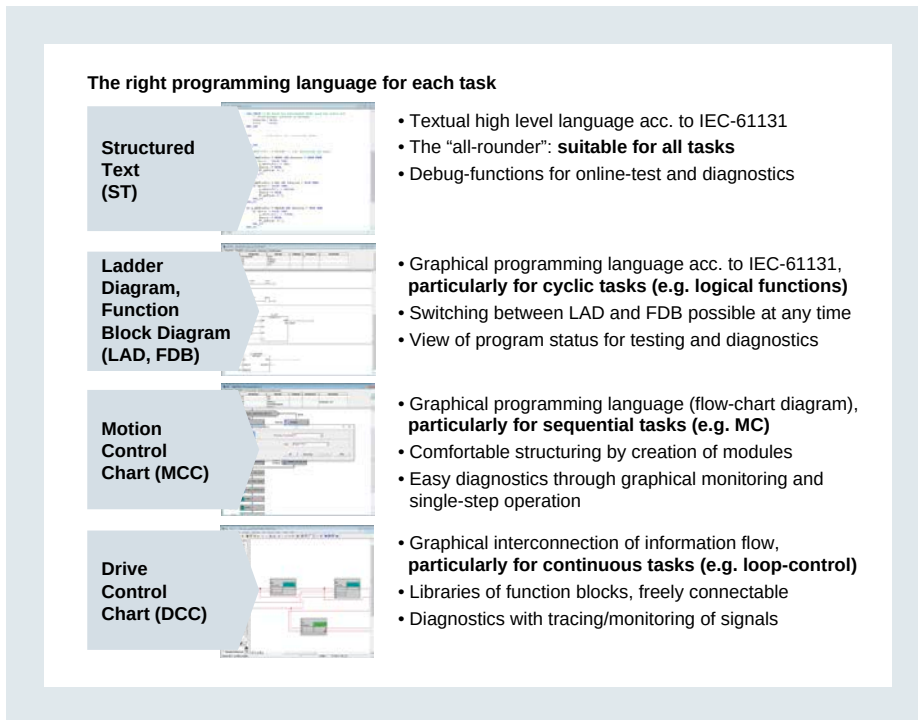 The right programming language for each task
Structured
Text
(ST)
• Textual high level language acc. to IEC-61131
• The “all-rounder”: suitable for all tasks
• Debug-functions for online-test and diagnostics
Ladder
Diagram,
Function
Block Diagram
(LAD, FDB)
• Graphical programming language acc. to IEC-61131,
particularly for cyclic tasks (e.g. logical functions)
• Switching between LAD and FDB possible at any time
• View of program status for testing and diagnostics
Motion
Control
Chart (MCC)
• Graphical programming language (flow-chart diagram),
particularly for sequential tasks (e.g. MC)
• Comfortable structuring by creation of modules
• Easy diagnostics through graphical monitoring and
single-step operation
Drive
Control
Chart (DCC)
• Graphical interconnection of information flow,
particularly for continuous tasks (e.g. loop-control)
• Libraries of function blocks, freely connectable
• Diagnostics with tracing/monitoring of signals